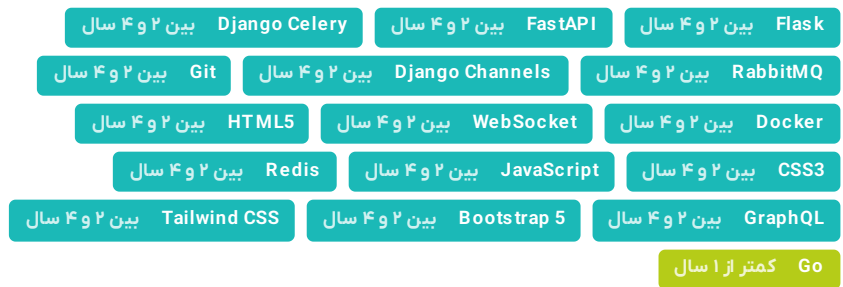 Flask بین ۲ و ۴ سال FastAPI بین ۲ و ۴ سال Django Celery بین ۲ و ۴ سال
RabbitMQ بین ۲ و ۴ سال Django Channels بین ۲ و ۴ سال Git بین ۲ و ۴ سال
Docker بین ۲ و ۴ سال WebSocket بین ۲ و ۴ سال HTML5 بین ۲ و ۴ سال
CSS3 بین ۲ و ۴ سال JavaScript بین ۲ و ۴ سال Redis بین ۲ و ۴ سال
GraphQL بین ۲ و ۴ سال Bootstrap 5 بین ۲ و ۴ سال Tailwind CSS بین ۲ و ۴ سال
Go کمتر از ۱ سال